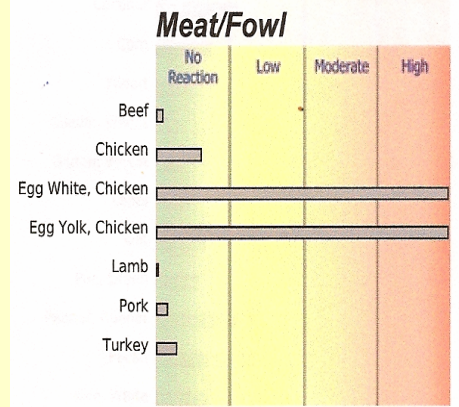 Meat/Fowl
No
Reaction
Low
Moderate
High
Beef
Chicken
Egg White, Chicken
Egg Yolk, Chicken
Lamb
Pork
Turkey